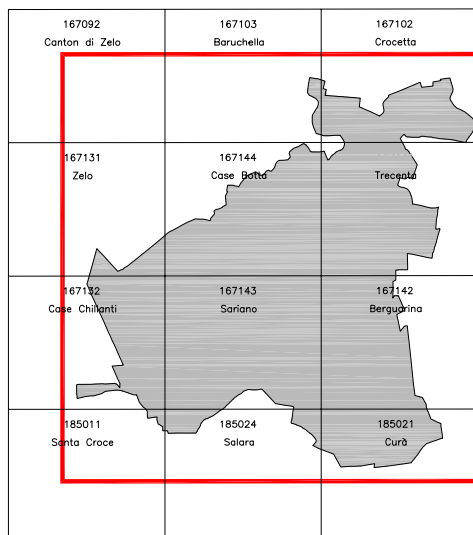 167092
Canton di Zelo
167103
Baruchella
167102
Crocetta
167131
Zelo
167144
Case Botta
Trecenta
167132
Case Chillanti
167143
Sariano
167142
Berguarina
185011
Santa Croce
185024
Salara
185021
Curà